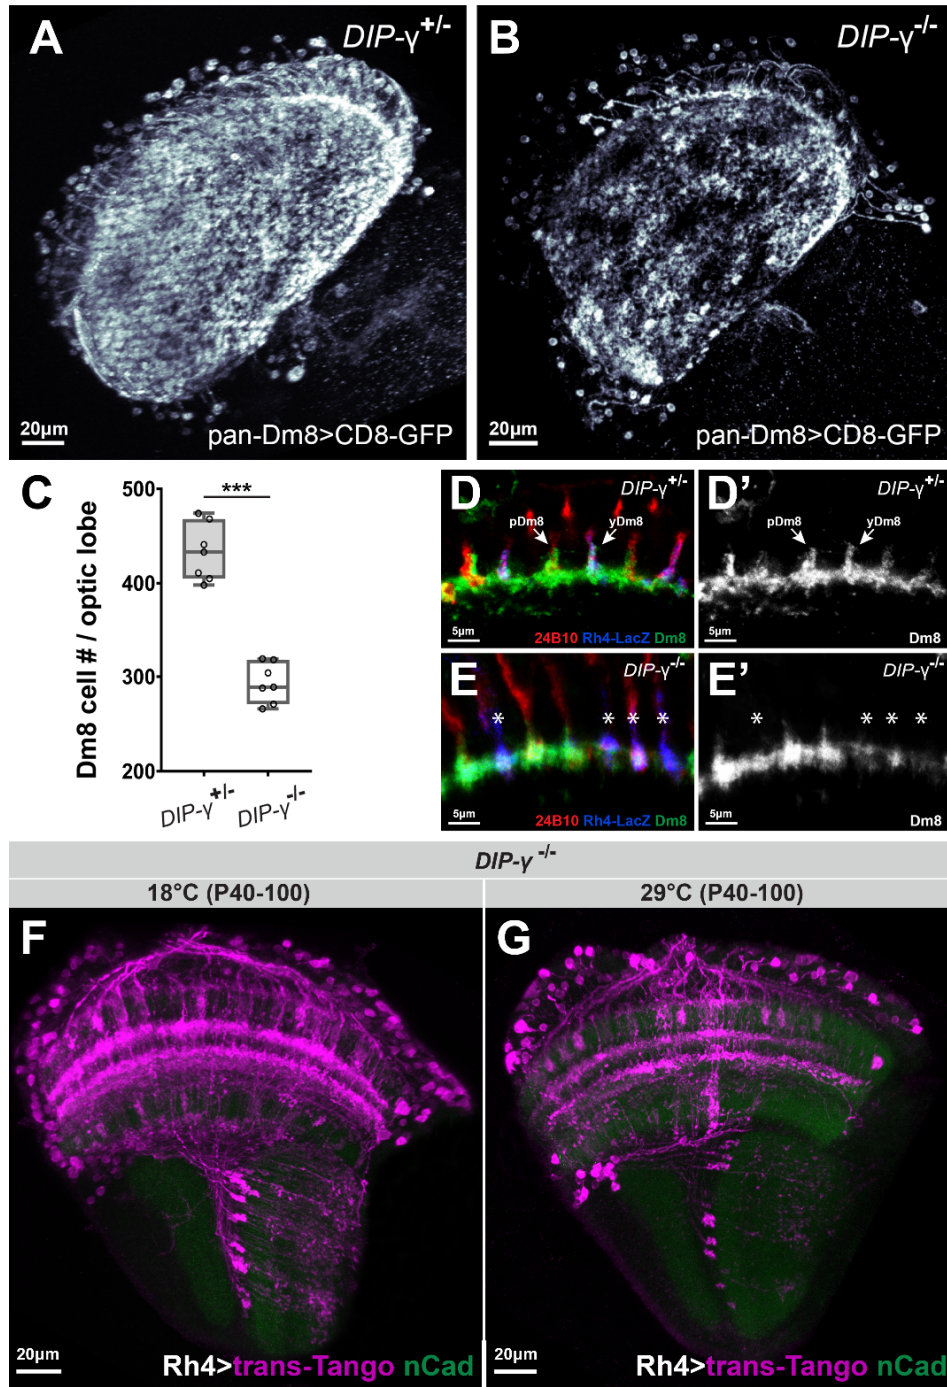 A
DIP-γ+/-
20µm
pan-Dm8>CD8-GFP
B
DIP-γ-/-
20µm
pan-Dm8>CD8-GFP
C
Dm8 cell # / optic lobe
500
400
300
200
***
DIP-γ+/-
DIP-γ-/-
D
DIP-γ+/-
pDm8
yDm8
5µm
24B10 Rh4-LacZ Dm8
D'
DIP-γ+/-
pDm8
yDm8
5µm
Dm8
E
DIP-γ-/-
* * * *
5µm
24B10 Rh4-LacZ Dm8
E'
DIP-γ-/-
* * * *
5µm
Dm8
DIP-γ -/-
18°C (P40-100)
29°C (P40-100)
F
20µm
Rh4>trans-Tango nCad
G
20µm
Rh4>trans-Tango nCad